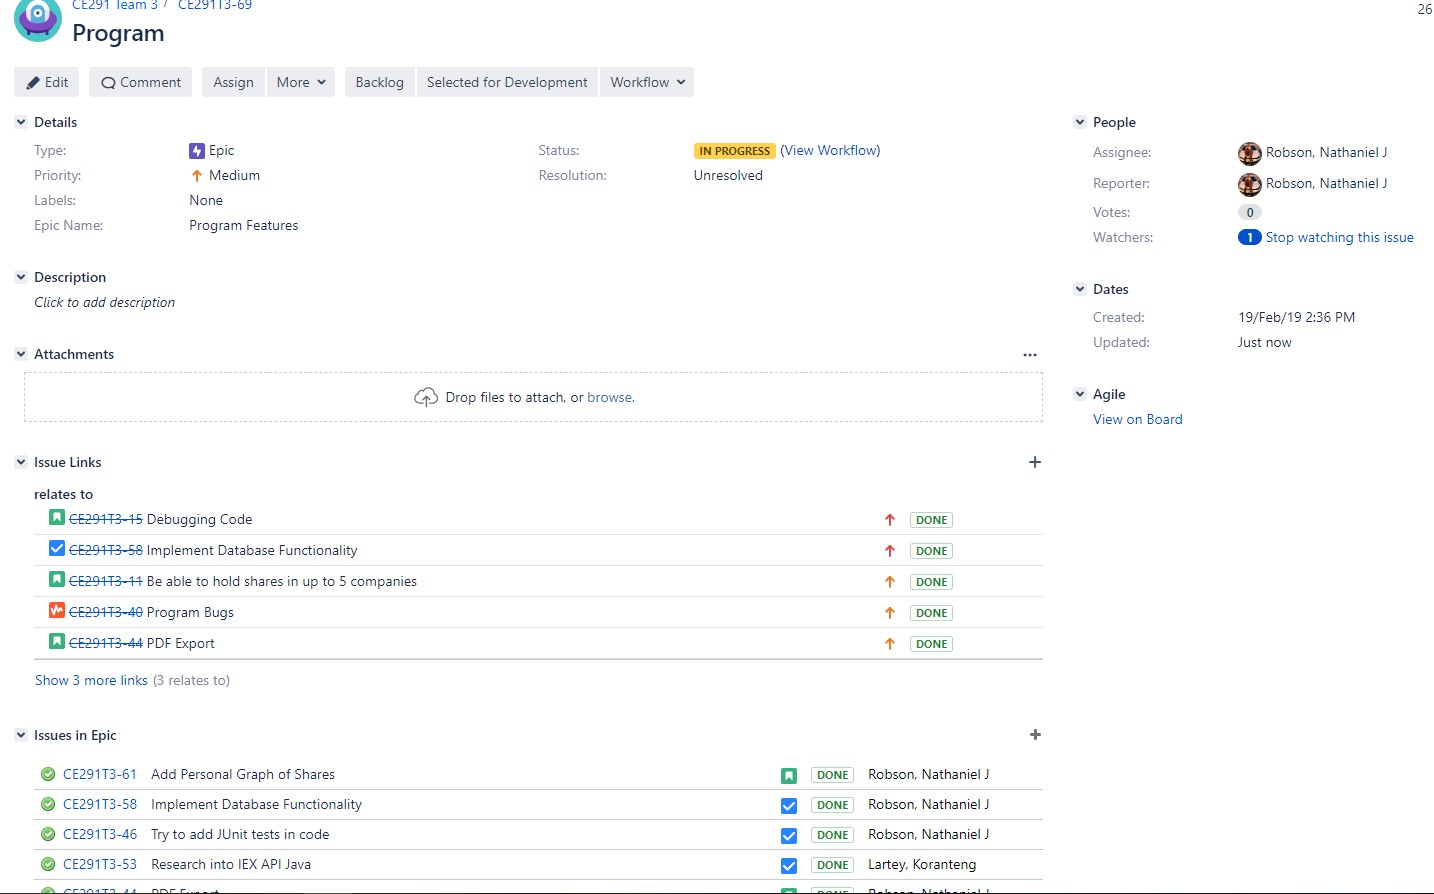 CE291 Team 3 / CE291T3-69
26
Program
Edit Comment Assign More Backlog Selected for Development Workflow
Details
Type: Epic
Status: IN PROGRESS (View Workflow)
Priority: Medium
Resolution: Unresolved
Labels: None
Epic Name: Program Features
Description
Click to add description
Attachments
Drop files to attach, or browse.
Issue Links
relates to
CE291T3-15 Debugging Code DONE
CE291T3-58 Implement Database Functionality DONE
CE291T3-11 Be able to hold shares in up to 5 companies DONE
CE291T3-40 Program Bugs DONE
CE291T3-44 PDF Export DONE
Show 3 more links (3 relates to)
Issues in Epic
CE291T3-61 Add Personal Graph of Shares DONE Robson, Nathaniel J
CE291T3-58 Implement Database Functionality DONE Robson, Nathaniel J
CE291T3-46 Try to add JUnit tests in code DONE Robson, Nathaniel J
CE291T3-53 Research into IEX API Java DONE Lartey, Koranteng
CE291T3-44 PDF Export DONE Robson, Nathaniel J
People
Assignee: Robson, Nathaniel J
Reporter: Robson, Nathaniel J
Votes: 0
Watchers: 1 Stop watching this issue
Dates
Created: 19/Feb/19 2:36 PM
Updated: Just now
Agile
View on Board